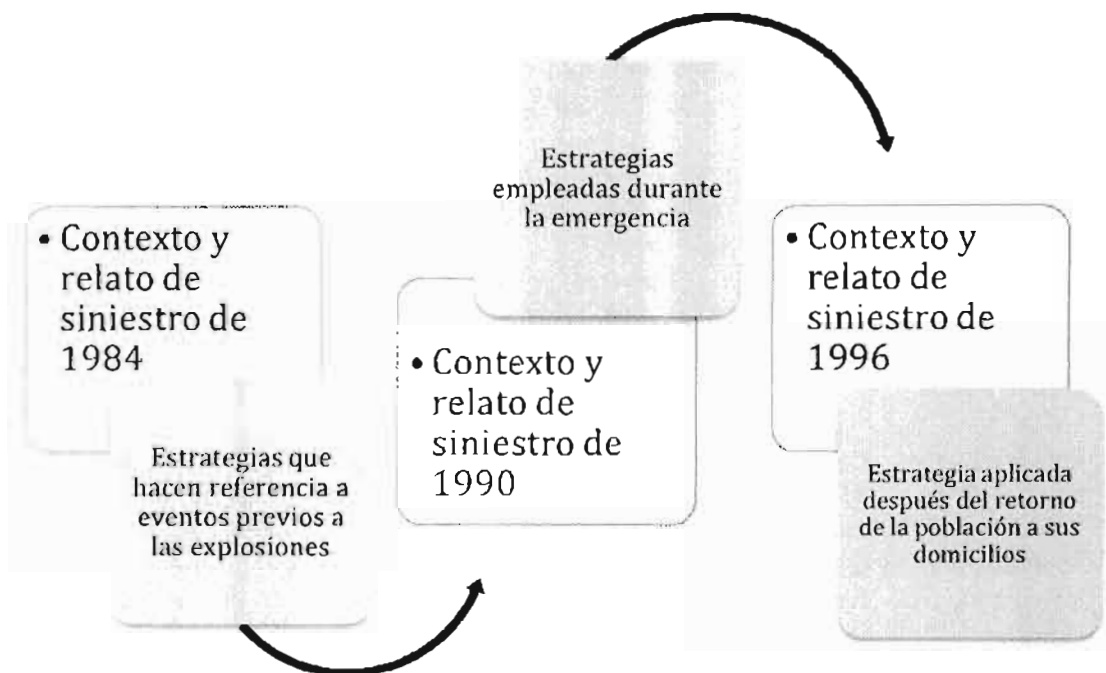 • Contexto y
relato de
siniestro de
1984
Estrategias que
hacen referencia a
eventos previos a
las explosiones
• Contexto y
relato de
siniestro de
1990
Estrategias
empleadas durante
la emergencia
• Contexto y
relato de
siniestro de
1996
Estrategia aplicada
después del retorno
de la población a sus
domicilios